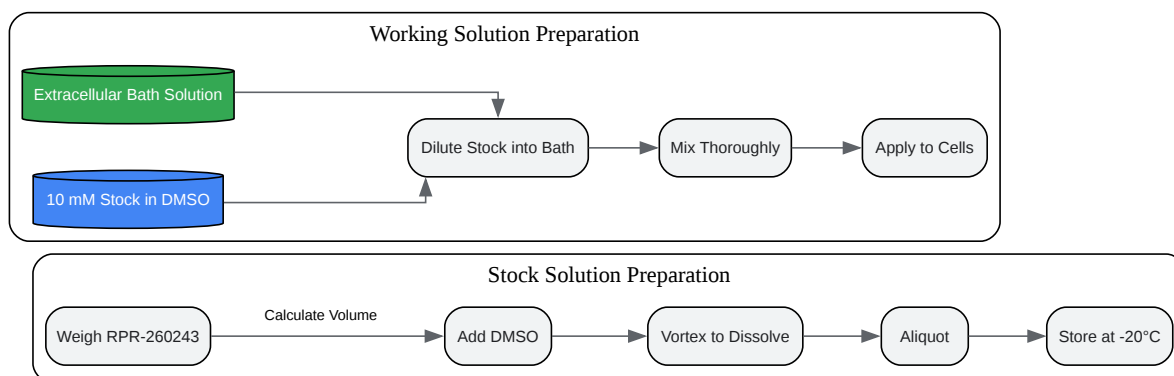 Working Solution Preparation
Extracellular Bath Solution
Dilute Stock into Bath
Mix Thoroughly
Apply to Cells
10 mM Stock in DMSO
Stock Solution Preparation
Calculate Volume
Weigh RPR-260243
Add DMSO
Vortex to Dissolve
Aliquot
Store at -20°C